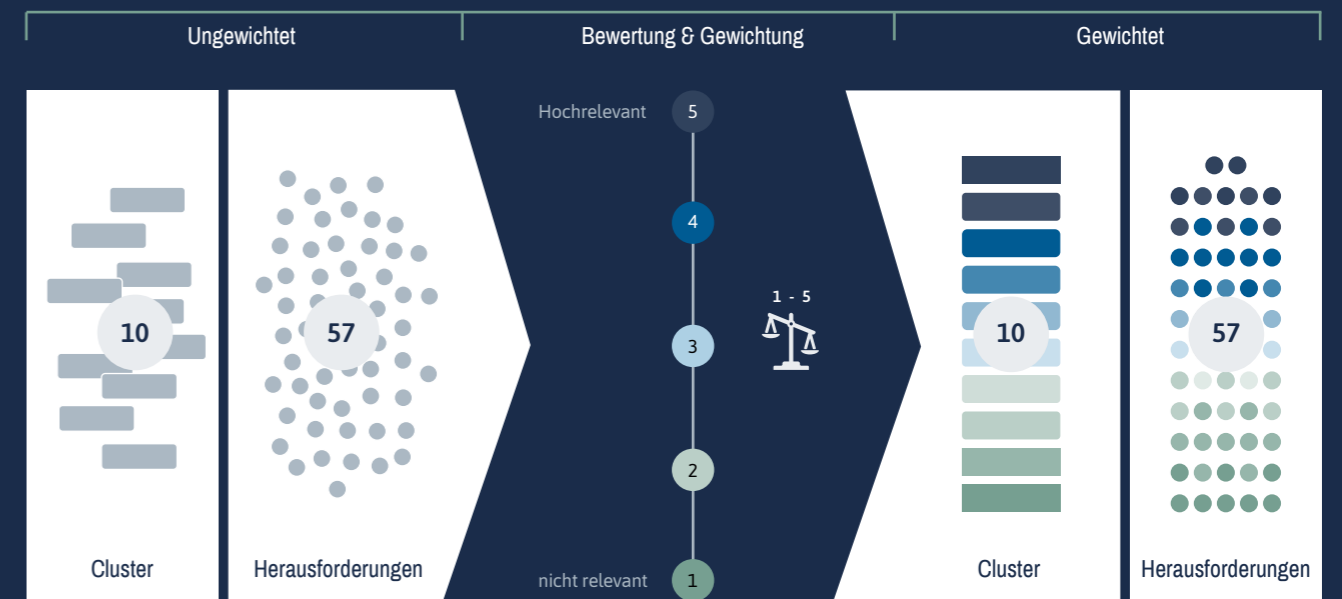 Ungewichtet
Bewertung & Gewichtung
Gewichtet
Hochrelevant
5
4
1 - 5
10
57
3
10
57
2
Cluster
Herausforderungen
nicht relevant
1
Cluster
Herausforderungen